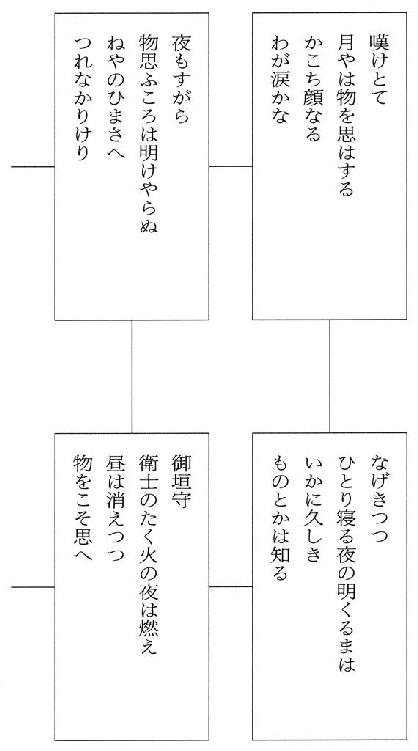 嘆けとて
月やは物を思はする
かこち顔なる
わが涙かな
夜もすがら
物思ふころは明けやらぬ
ねやのひまさへ
つれなかりけり
なげきつつ
ひとり寝る夜の明くるまは
いかに久しき
ものとかは知る
御垣守
衛士のたく火の夜は燃え
昼は消えつつ
物をこそ思へ